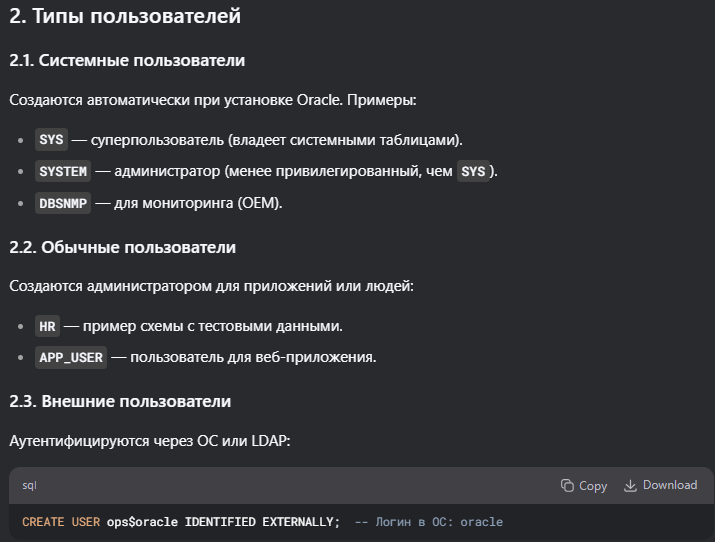 2. Типы пользователей
2.1. Системные пользователи
Создаются автоматически при установке Oracle. Примеры:
• SYS — суперпользователь (владеет системными таблицами).
• SYSTEM — администратор (менее привилегированный, чем SYS).
• DBSNMP — для мониторинга (OEM).
2.2. Обычные пользователи
Создаются администратором для приложений или людей:
• HR — пример схемы с тестовыми данными.
• APP_USER — пользователь для веб-приложения.
2.3. Внешние пользователи
Аутентифицируются через ОС или LDAP:
sql Copy Download
CREATE USER ops$oracle IDENTIFIED EXTERNALLY; -- Логин в ОС: oracle